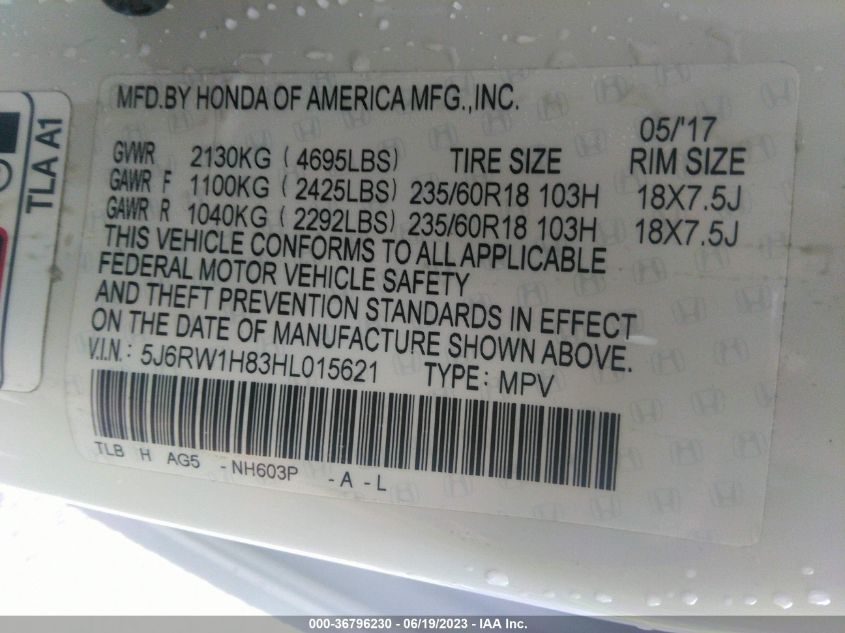 MFD.BY HONDA OF AMERICA MFG.,INC.
05/'17
GVWR 2130KG ( 4695LBS) TIRE SIZE RIM SIZE
GAWR F 1100KG ( 2425LBS) 235/60R18 103H 18X7.5J
GAWR R 1040KG ( 2292LBS) 235/60R18 103H 18X7.5J
THIS VEHICLE CONFORMS TO ALL APPLICABLE
FEDERAL MOTOR VEHICLE SAFETY
AND THEFT PREVENTION STANDARDS IN EFFECT
ON THE DATE OF MANUFACTURE SHOWN ABOVE.
V.I.N.: 5J6RW1H83HL015621 TYPE: MPV
TLB H AG5 -NH603P -A -L
TLA A1
000-36796230 - 06/19/2023 - IAA Inc.